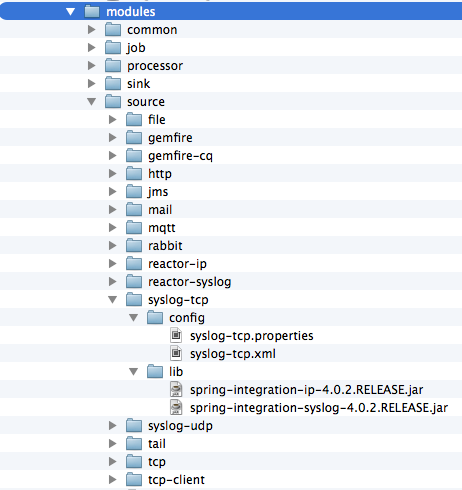 modules
common
job
processor
sink
source
file
gemfire
gemfire-cq
http
jms
mail
mqtt
rabbit
reactor-ip
reactor-syslog
syslog-tcp
config
syslog-tcp.properties
syslog-tcp.xml
lib
spring-integration-ip-4.0.2.RELEASE.jar
spring-integration-syslog-4.0.2.RELEASE.jar
syslog-udp
tail
tcp
tcp-client